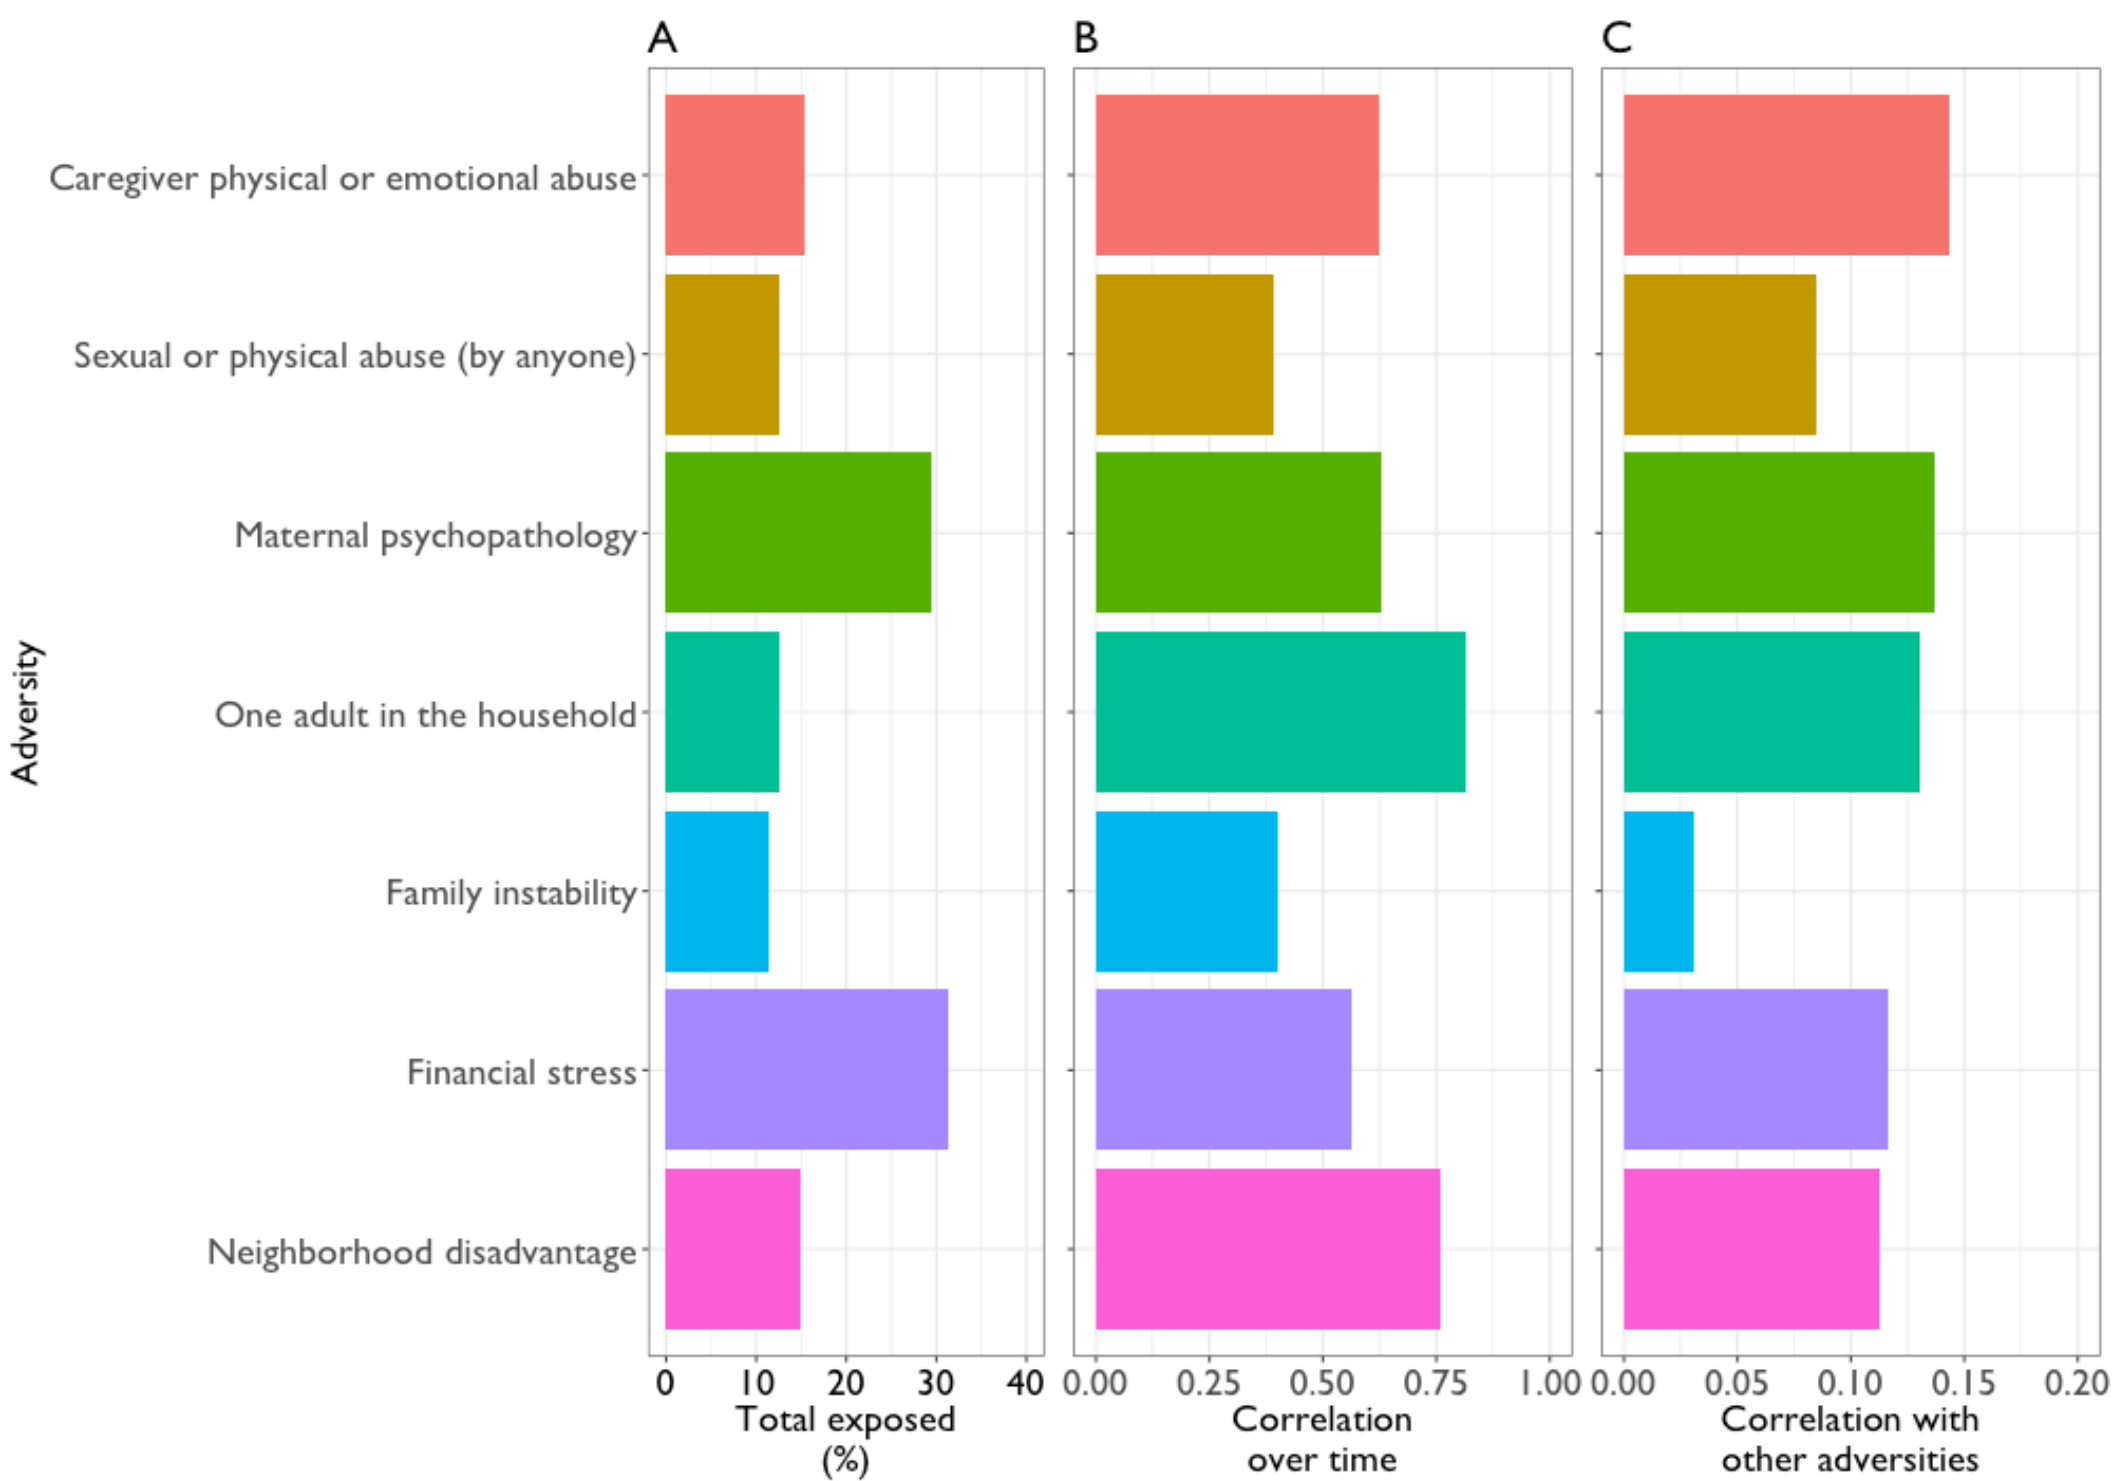 A
B
C
Adversity
Caregiver physical or emotional abuse
Sexual or physical abuse (by anyone)
Maternal psychopathology
One adult in the household
Family instability
Financial stress
Neighborhood disadvantage
0 10 20 30 40
0.00 0.25 0.50 0.75 1.00
0.00 0.05 0.10 0.15 0.20
Total exposed
(%)
Correlation
over time
Correlation with
other adversities